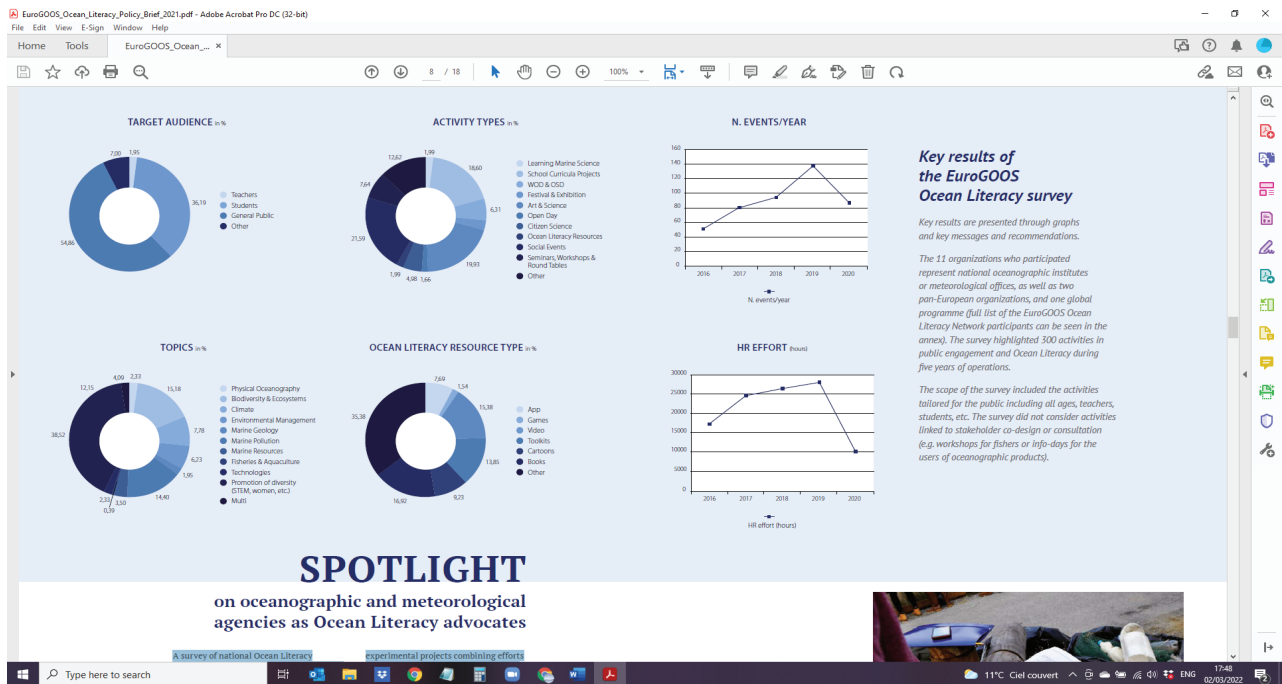 EuroGOOS_Ocean_Literacy_Policy_Brief_2021.pdf - Adobe Acrobat Pro DC (32-bit)
File Edit View E-Sign Window Help
Home Tools EuroGOOS_Ocean_... ×
8 / 18 100%
TARGET AUDIENCE in %
7,00 1,95
36,19
54,86
Teachers
Students
General Public
Other
ACTIVITY TYPES in %
1,99
12,62
18,60
7,64
6,31
21,59
19,93
1,99
4,98 1,66
Learning Marine Science
School Curricula Projects
WOD & OSD
Festival & Exhibition
Art & Science
Open Day
Citizen Science
Ocean Literacy Resources
Social Events
Seminars, Workshops &
Round Tables
Other
N. EVENTS/YEAR
160
140
120
100
80
60
40
20
0
2016 2017 2018 2019 2020
N. events/year
Key results of
the EuroGOOS
Ocean Literacy survey
Key results are presented through graphs
and key messages and recommendations.
The 11 organizations who participated
represent national oceanographic institutes
or meteorological offices, as well as two
pan-European organizations, and one global
programme (full list of the EuroGOOS Ocean
Literacy Network participants can be seen in the
annex). The survey highlighted 300 activities in
public engagement and Ocean Literacy during
five years of operations.
The scope of the survey included the activities
tailored for the public including all ages, teachers,
students, etc. The survey did not consider activities
linked to stakeholder co-design or consultation
(e.g. workshops for fishers or info-days for the
users of oceanographic products).
TOPICS in %
4,09 2,33
12,15
15,18
38,52
7,78
6,23
1,95
14,40
2,33
3,50
0,39
Physical Oceanography
Biodiversity & Ecosystems
Climate
Environmental Management
Marine Geology
Marine Pollution
Marine Resources
Fisheries & Aquaculture
Technologies
Promotion of diversity
(STEM, women, etc.)
Multi
OCEAN LITERACY RESOURCE TYPE in %
7,69
1,54
35,38
15,38
13,85
16,92
9,23
App
Games
Video
Toolkits
Cartoons
Books
Other
HR EFFORT (hours)
30000
25000
20000
15000
10000
5000
0
2016 2017 2018 2019 2020
HR effort (hours)
SPOTLIGHT
on oceanographic and meteorological
agencies as Ocean Literacy advocates
A survey of national Ocean Literacy
experimental projects combining efforts
Type here to search
11°C Ciel couvert ENG
17:48
02/03/2022